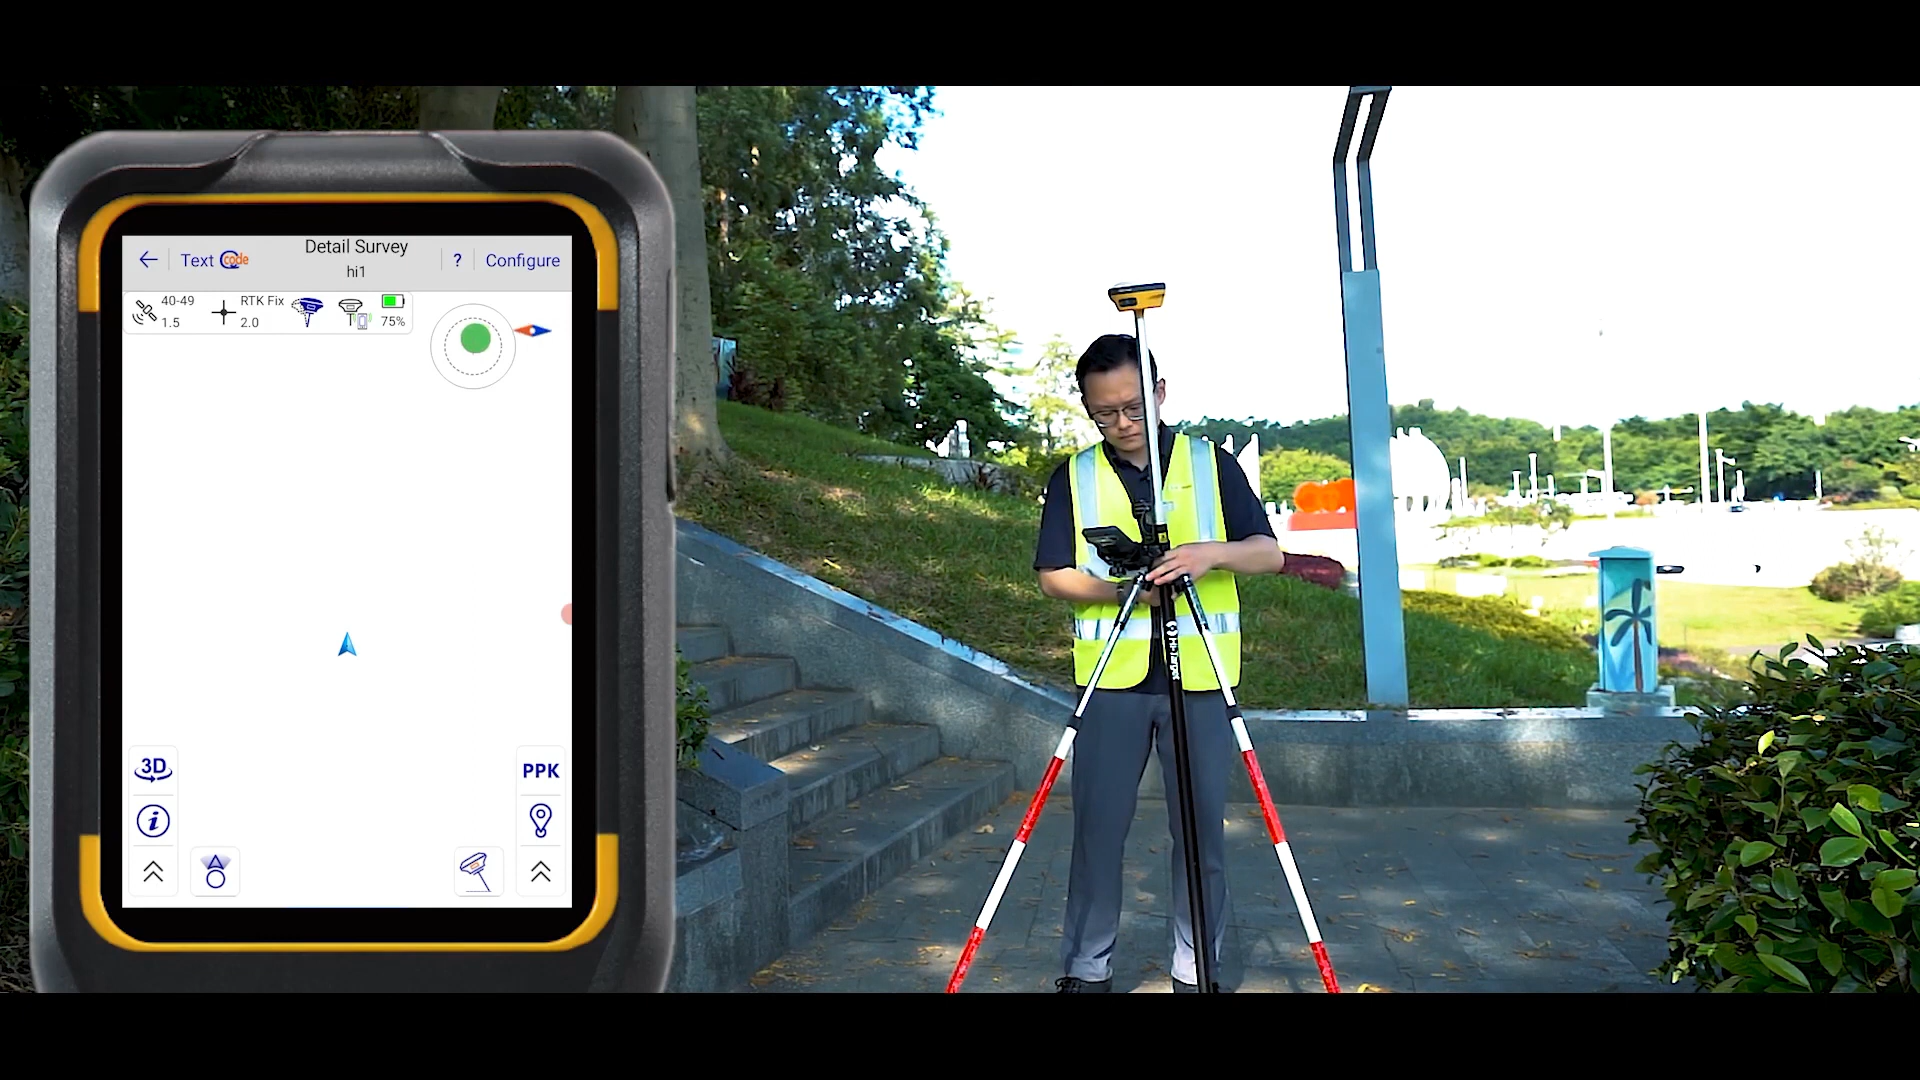 Text code
Detail Survey
hi1
?
Configure
40-49
1.5
RTK Fix
2.0
75%
3D
i
PPK
Hi-Target